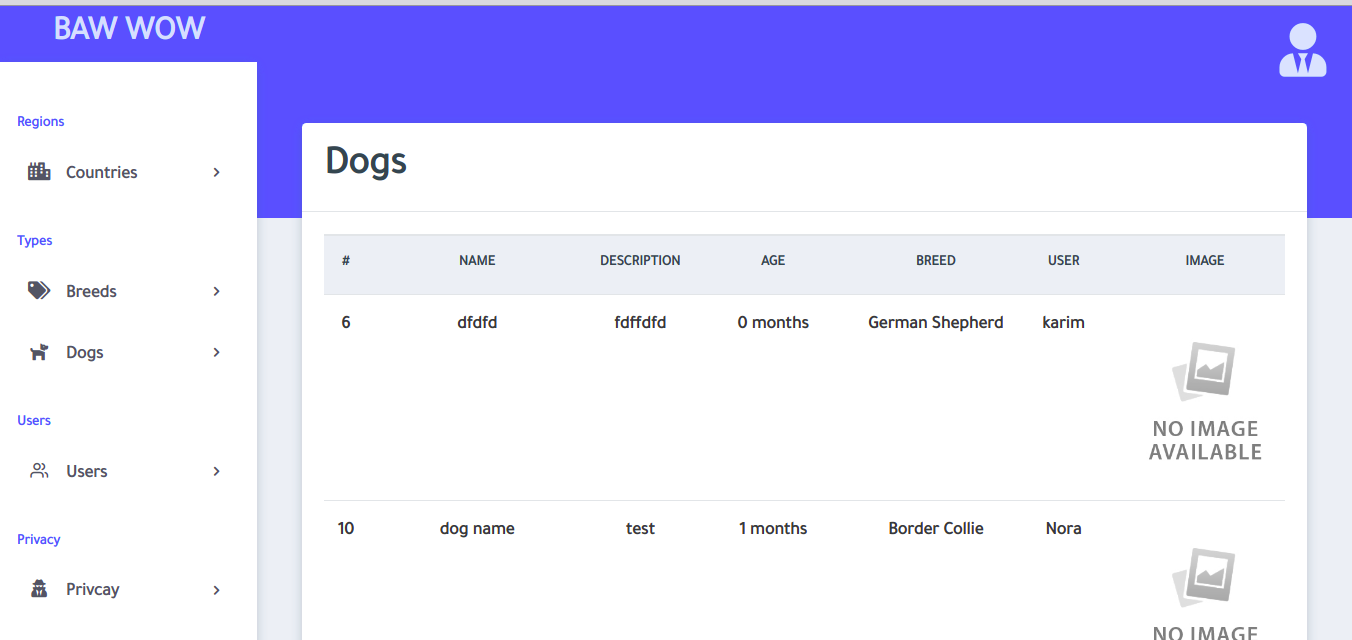 BAW WOW
Regions
Countries
Types
Breeds
Dogs
Users
Users
Privacy
Privcay
Dogs
# NAME DESCRIPTION AGE BREED USER IMAGE
6 dfdfd fdffdfd 0 months German Shepherd karim
NO IMAGE
AVAILABLE
10 dog name test 1 months Border Collie Nora
NO IMAGE